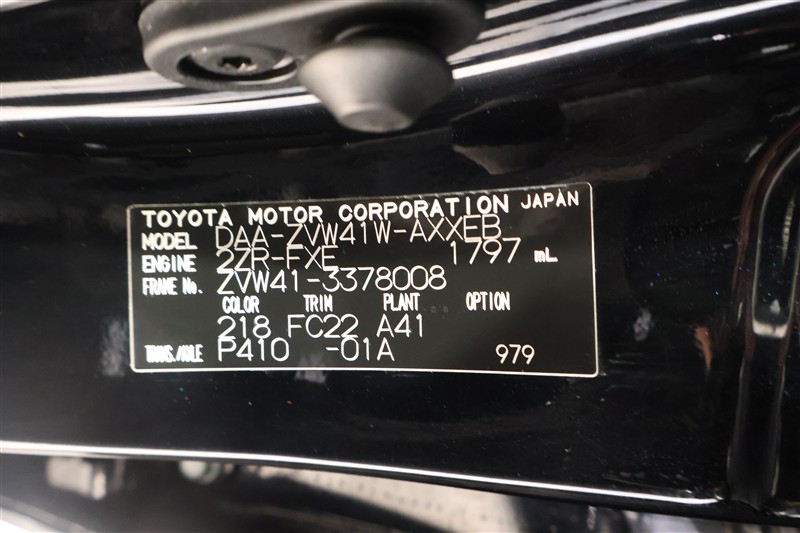 TOYOTA MOTOR CORPORATION JAPAN
MODEL DAA-ZVW41W-AXXEB
ENGINE 2ZR-FXE 1797 mL
FRAME No. ZVW41-3378008
COLOR TRIM PLANT OPTION
218 FC22 A41
TRANS./AXLE P410 -01A 979